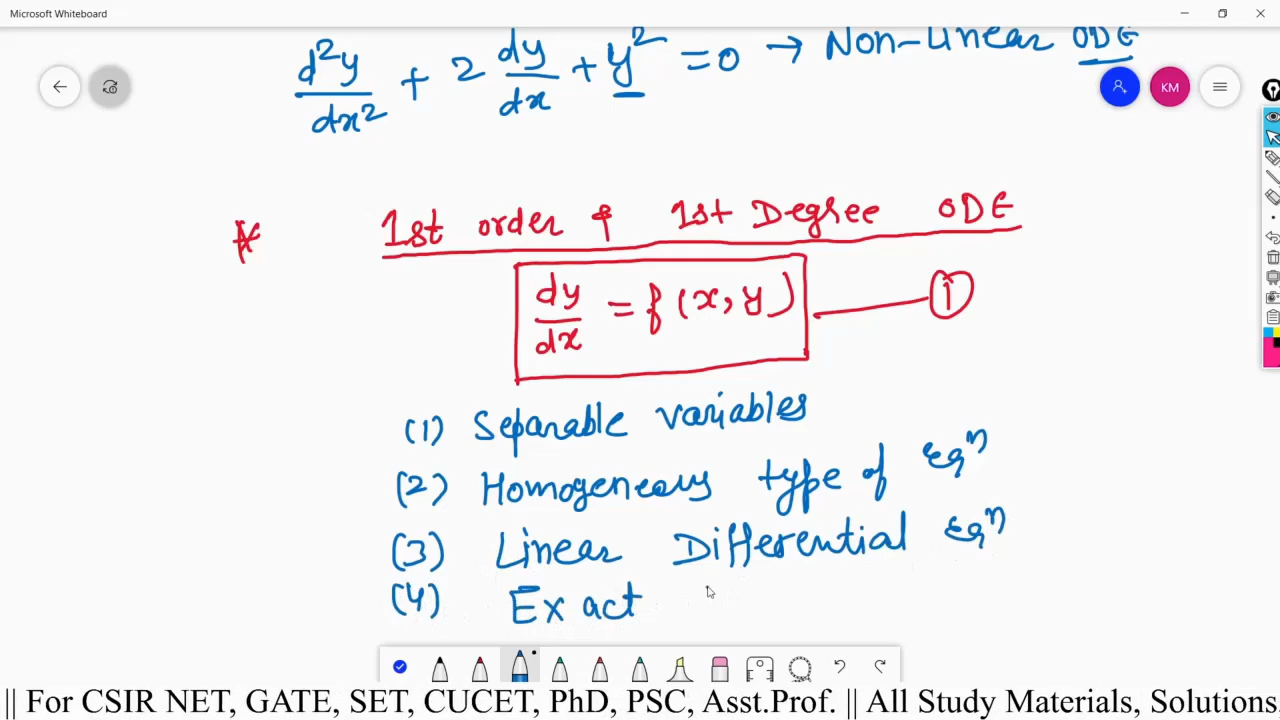 Microsoft Whiteboard
d²y/dx² + 2 dy/dx + y² = 0 → Non-Linear ODE
KM
* 1st order & 1st Degree ODE
dy/dx = f(x, y) ①
(1) Separable variables
(2) Homogeneous type of Eqⁿ
(3) Linear Differential Eqⁿ
(4) Exact
|| For CSIR NET, GATE, SET, CUCET, PhD, PSC, Asst.Prof. || All Study Materials, Solutions.